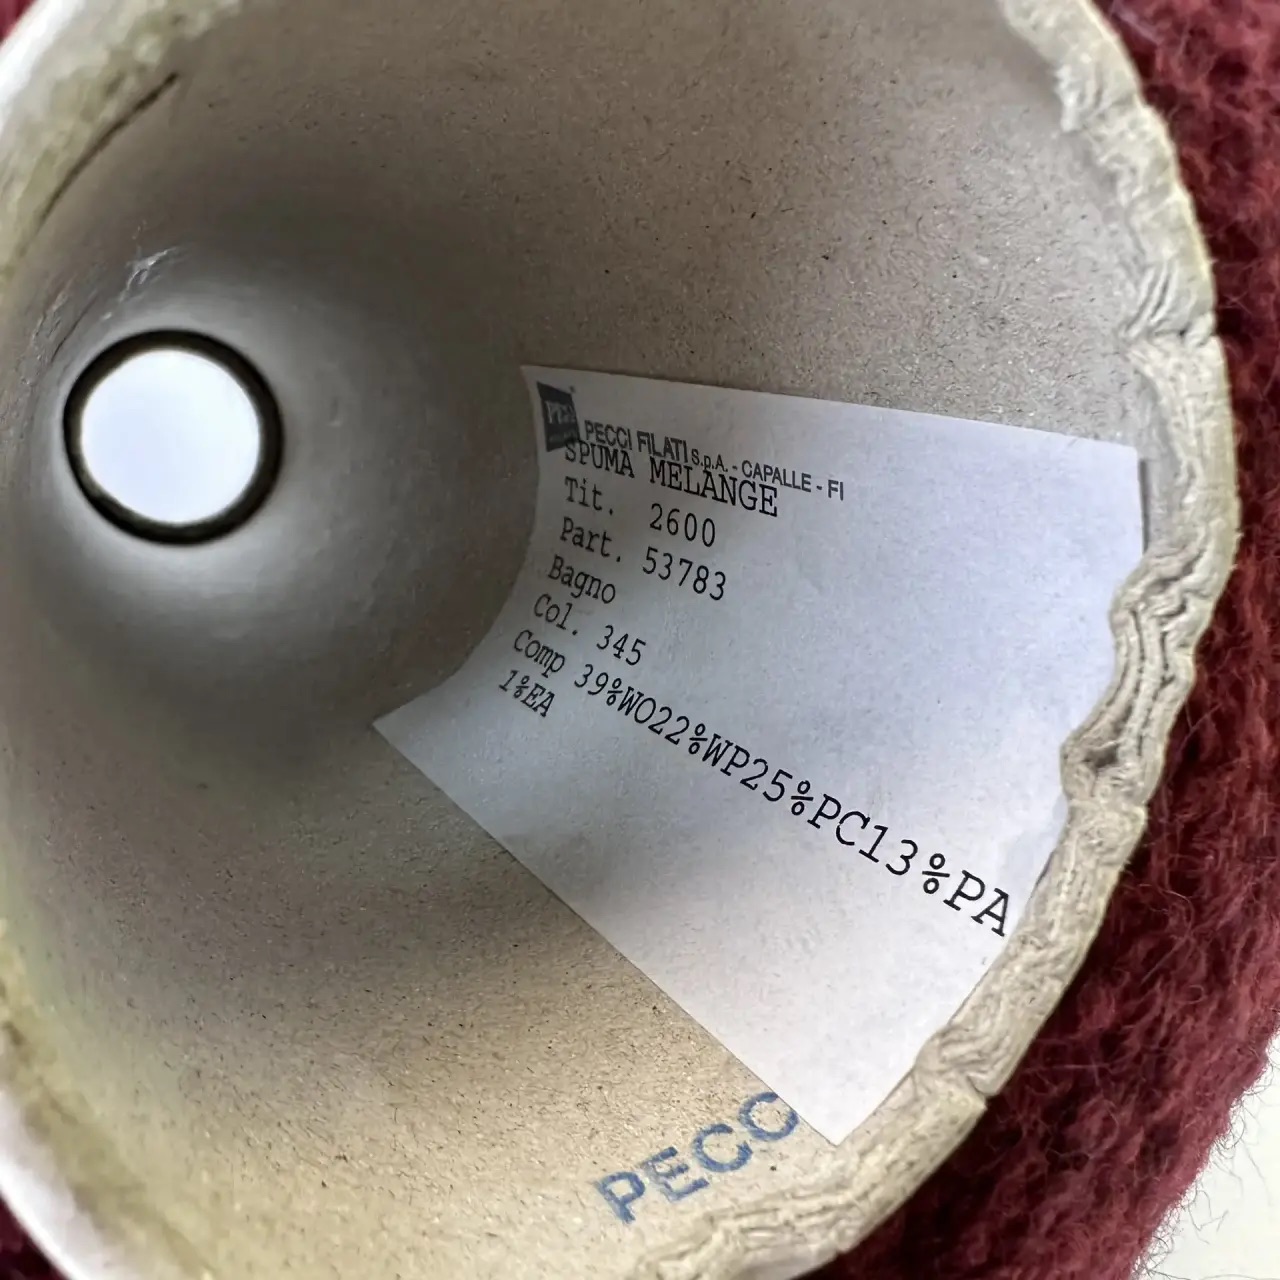 PECCI FILATI S.p.A. - CAPALLE - FI
SPUMA MELANGE
Tit. 2600
Part. 53783
Bagno
Col. 345
Comp 39%WO22%WP25%PC13%PA
1%EA
PECC